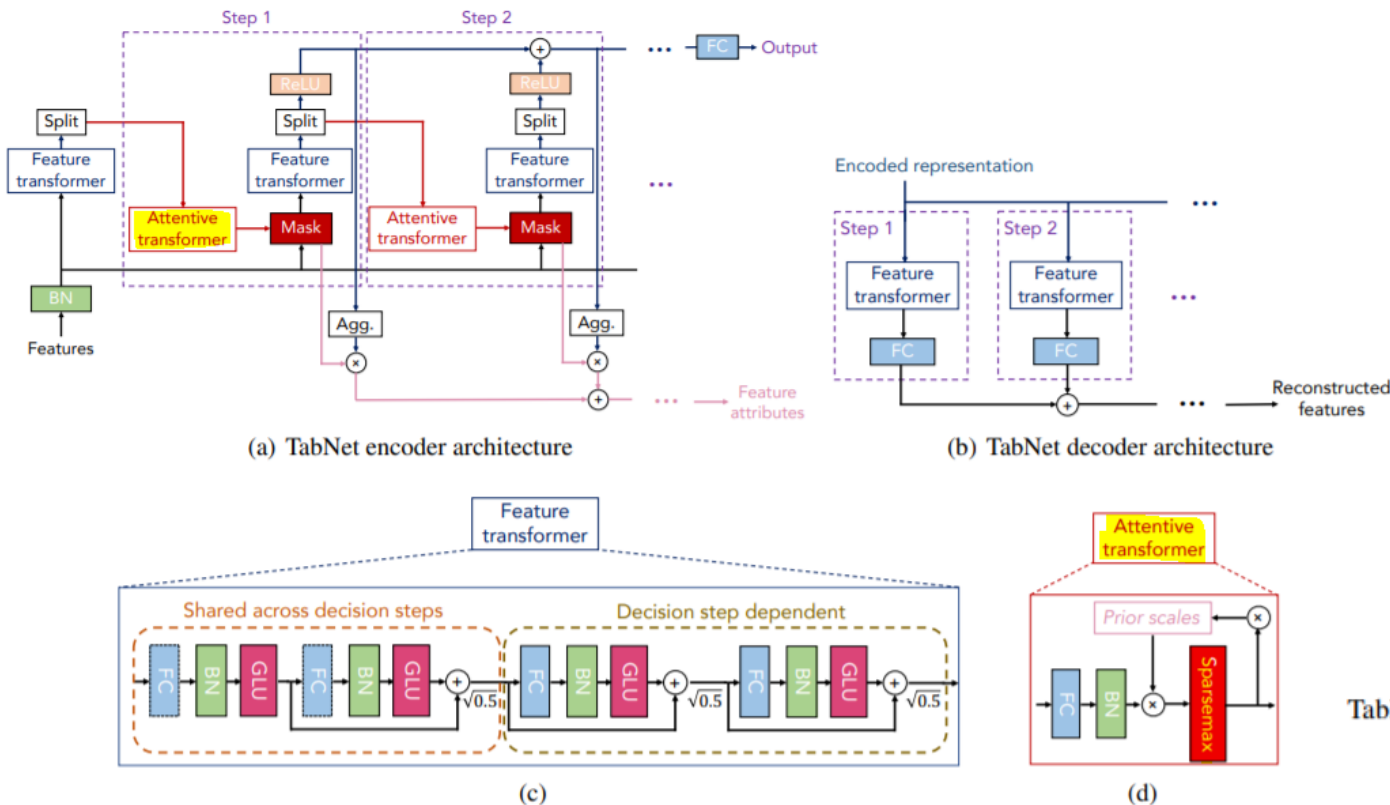 Step 1
Step 2
FC
Output
ReLU
ReLU
Split
Split
Split
Feature
transformer
Feature
transformer
Feature
transformer
Attentive
transformer
Mask
Attentive
transformer
Mask
BN
Features
Agg.
Agg.
Feature
attributes
(a) TabNet encoder architecture
Encoded representation
Step 1
Step 2
Feature
transformer
Feature
transformer
FC
FC
Reconstructed
features
(b) TabNet decoder architecture
Feature
transformer
Shared across decision steps
Decision step dependent
FC
BN
GLU
FC
BN
GLU
√0.5
FC
BN
GLU
√0.5
FC
BN
GLU
√0.5
(c)
Attentive
transformer
Prior scales
FC
BN
Sparsemax
(d)
Tab